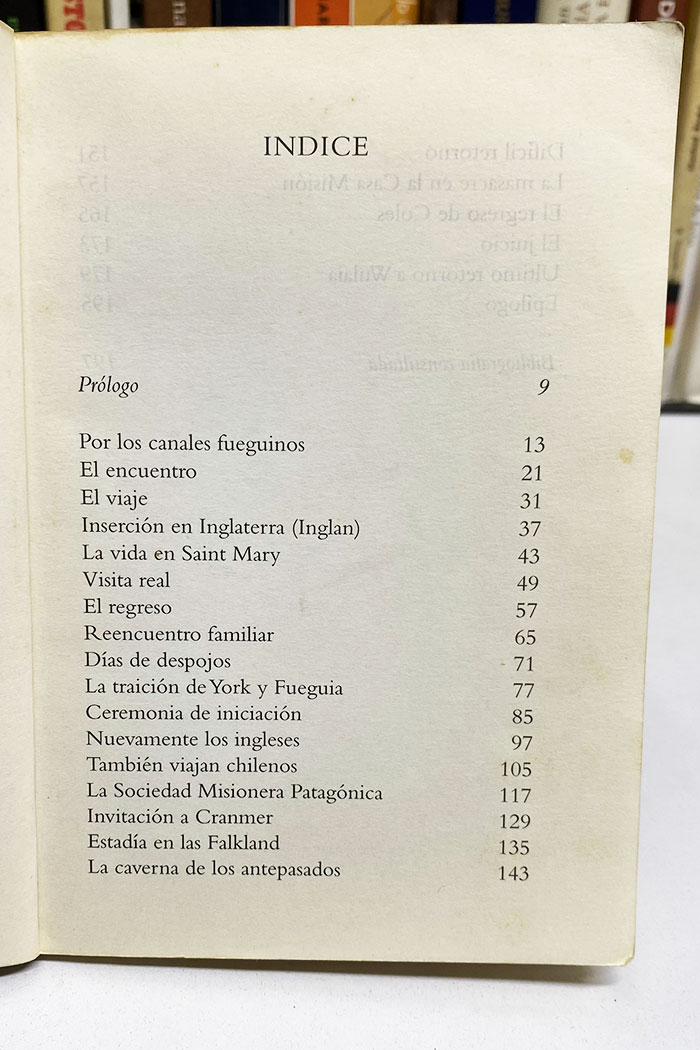 INDICE
Prólogo 9
Por los canales fueguinos 13
El encuentro 21
El viaje 31
Inserción en Inglaterra (Inglan) 37
La vida en Saint Mary 43
Visita real 49
El regreso 57
Reencuentro familiar 65
Días de despojos 71
La traición de York y Fueguia 77
Ceremonia de iniciación 85
Nuevamente los ingleses 97
También viajan chilenos 105
La Sociedad Misionera Patagónica 117
Invitación a Cranmer 129
Estadía en las Falkland 135
La caverna de los antepasados 143